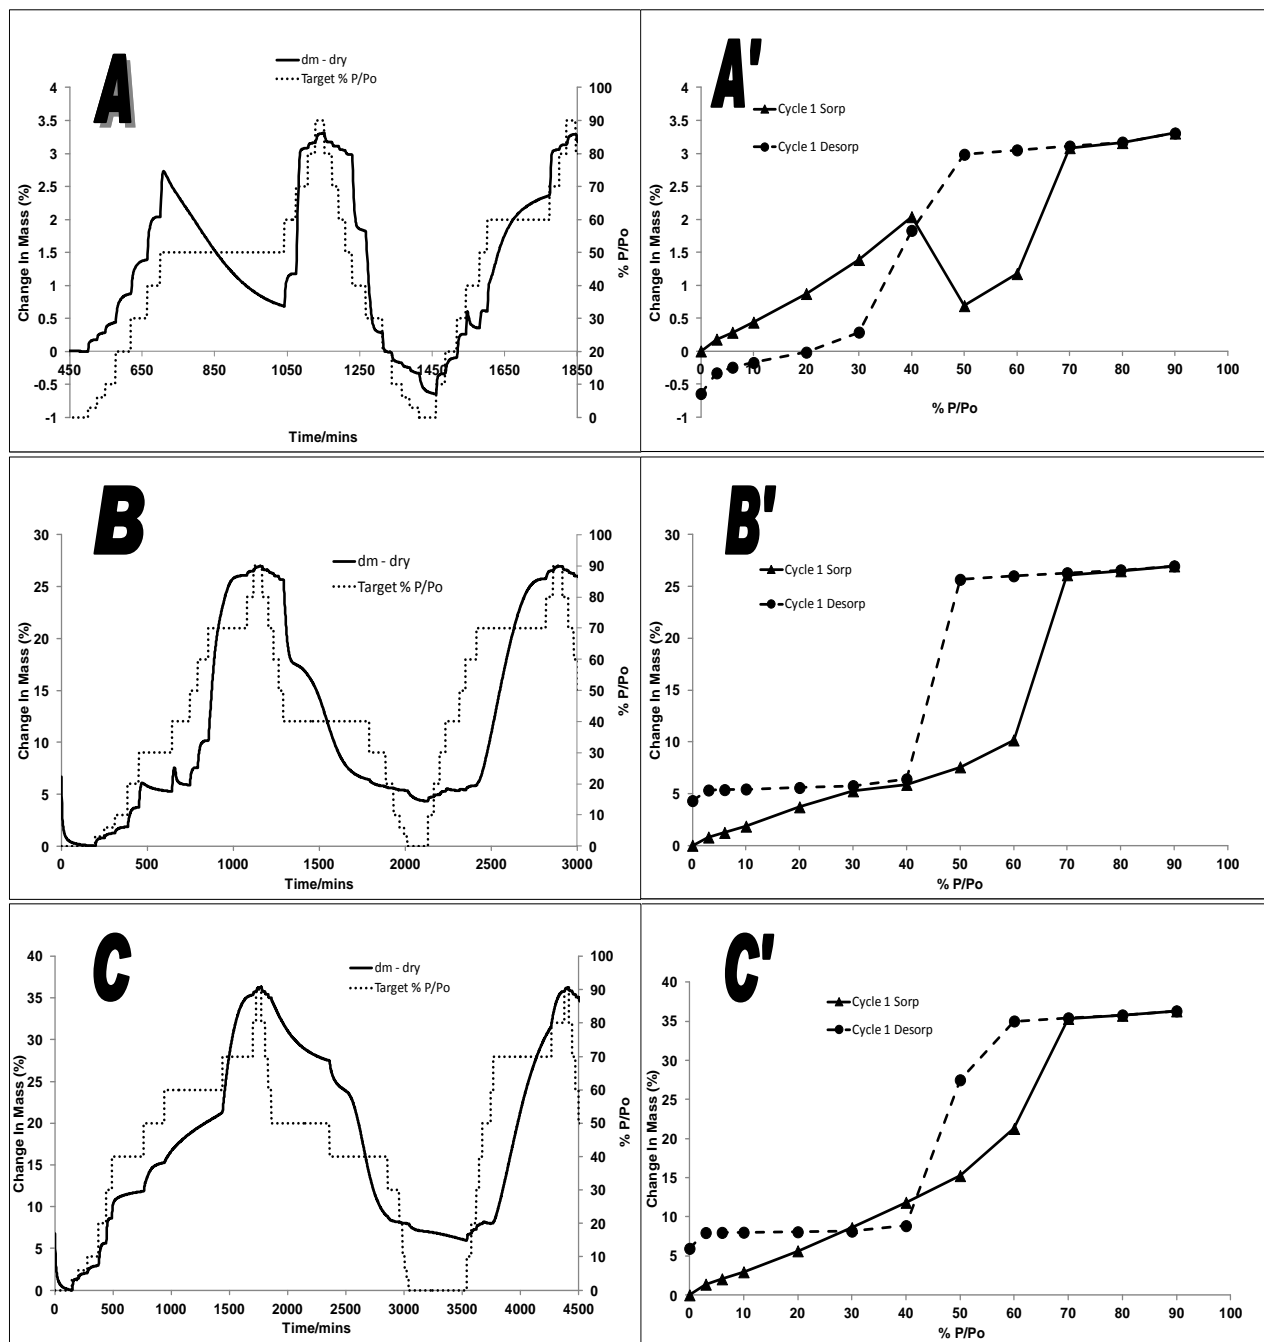 A
dm - dry
Target % P/Po
4
3.5
3
2.5
2
1.5
1
0.5
0
-0.5
-1
100
90
80
70
60
50
40
30
20
10
0
450 650 850 1050 1250 1450 1650 1850
Change In Mass (%)
% P/Po
Time/mins
A'
Cycle 1 Sorp
Cycle 1 Desorp
4
3.5
3
2.5
2
1.5
1
0.5
0
-0.5
-1
0 10 20 30 40 50 60 70 80 90 100
Change In Mass (%)
% P/Po
B
dm - dry
Target % P/Po
30
25
20
15
10
5
0
100
90
80
70
60
50
40
30
20
10
0
0 500 1000 1500 2000 2500 3000
Change In Mass (%)
% P/Po
Time/mins
B'
Cycle 1 Sorp
Cycle 1 Desorp
30
25
20
15
10
5
0
0 10 20 30 40 50 60 70 80 90 100
Change In Mass (%)
% P/Po
C
dm - dry
Target % P/Po
40
35
30
25
20
15
10
5
0
100
90
80
70
60
50
40
30
20
10
0
0 500 1000 1500 2000 2500 3000 3500 4000 4500
Change In Mass (%)
% P/Po
Time/mins
C'
Cycle 1 Sorp
Cycle 1 Desorp
40
35
30
25
20
15
10
5
0
0 10 20 30 40 50 60 70 80 90 100
Change In Mass (%)
% P/Po